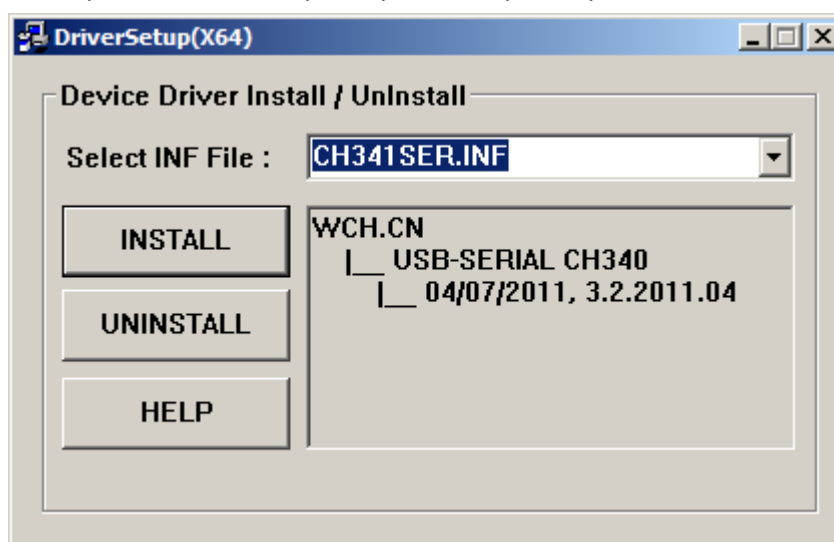 DriverSetup(X64)
Device Driver Install / UnInstall
Select INF File :
CH341SER.INF
INSTALL
UNINSTALL
HELP
WCH.CN
|__ USB-SERIAL CH340
|__ 04/07/2011, 3.2.2011.04